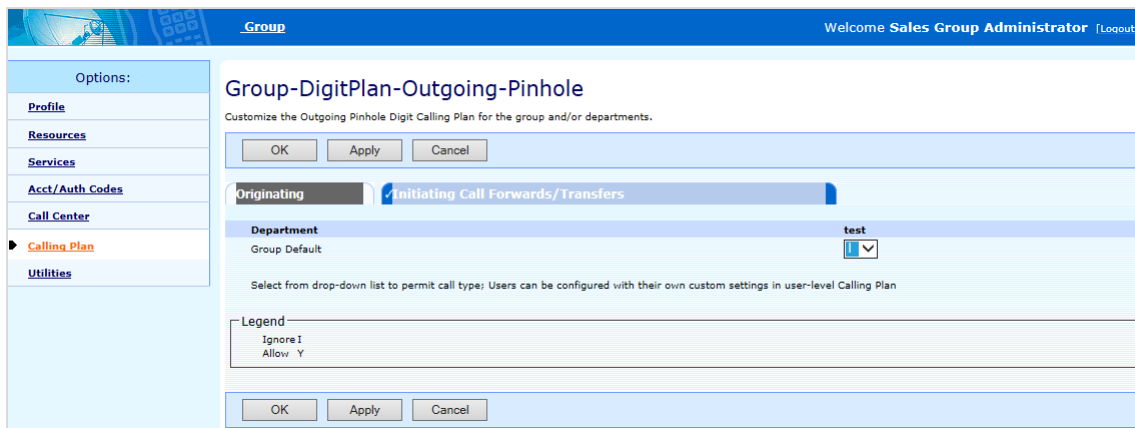 Group Welcome Sales Group Administrator [Logout
Options:
Profile
Resources
Services
Acct/Auth Codes
Call Center
Calling Plan
Utilities
Group-DigitPlan-Outgoing-Pinhole
Customize the Outgoing Pinhole Digit Calling Plan for the group and/or departments.
OK Apply Cancel
Originating Initiating Call Forwards/Transfers
Department test
Group Default I
Select from drop-down list to permit call type; Users can be configured with their own custom settings in user-level Calling Plan
Legend
Ignore I
Allow Y
OK Apply Cancel